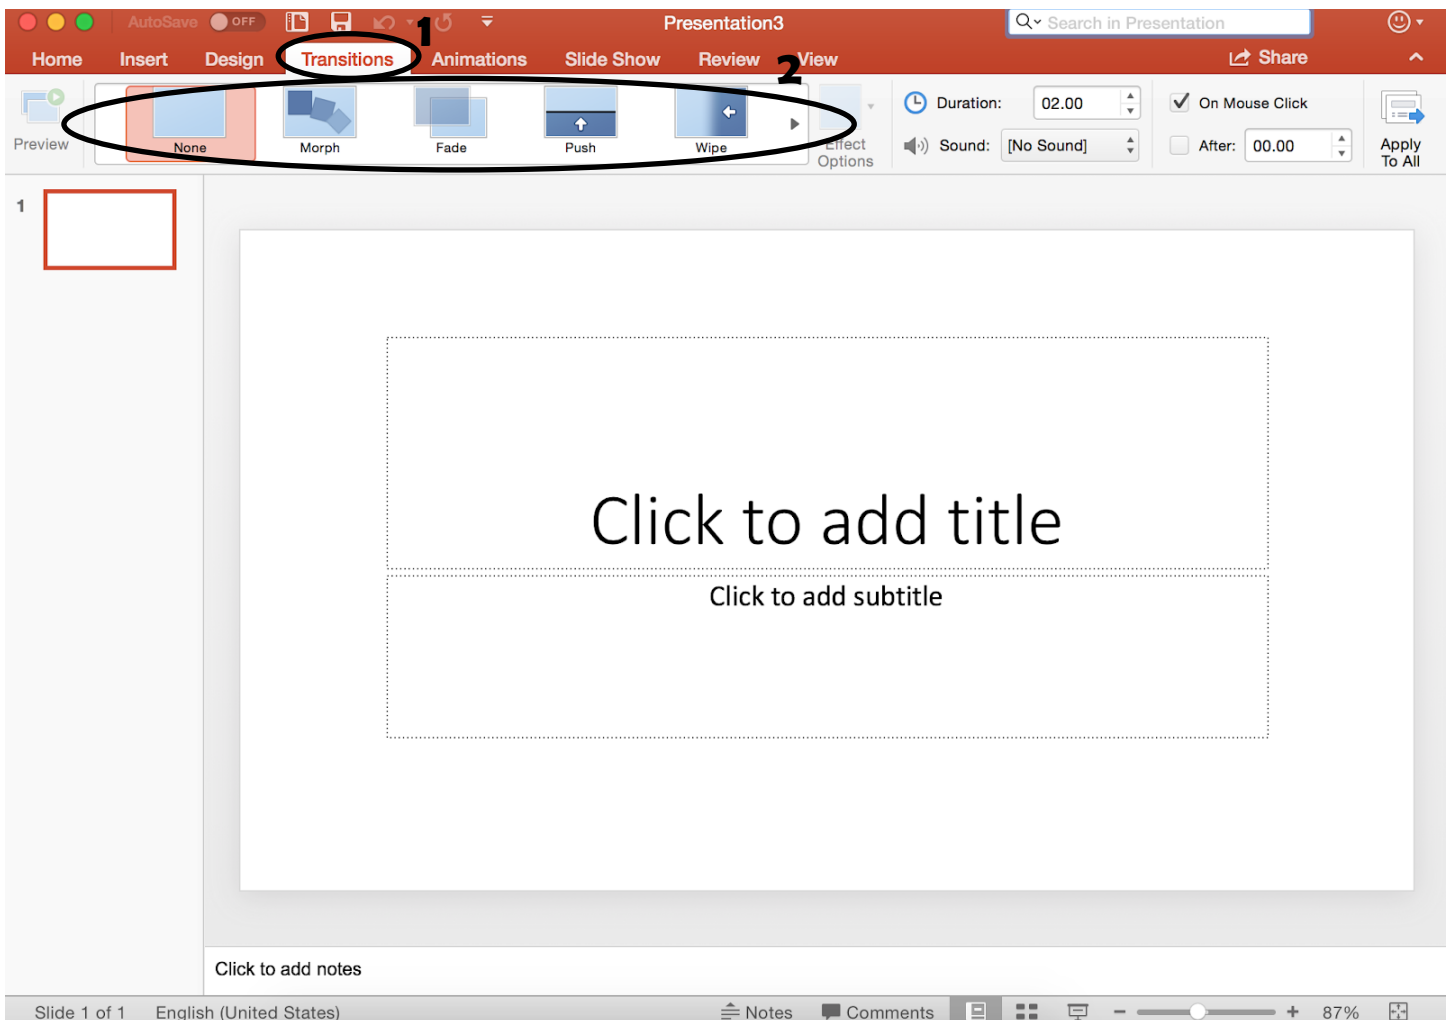 AutoSave OFF Presentation3 Search in Presentation
1
Home Insert Design Transitions Animations Slide Show Review View Share
2
Preview None Morph Fade Push Wipe Effect Options
Duration: 02.00
Sound: [No Sound]
On Mouse Click
After: 00.00
Apply
To All
1
Click to add title
Click to add subtitle
Click to add notes
Slide 1 of 1 English (United States) Notes Comments 87%